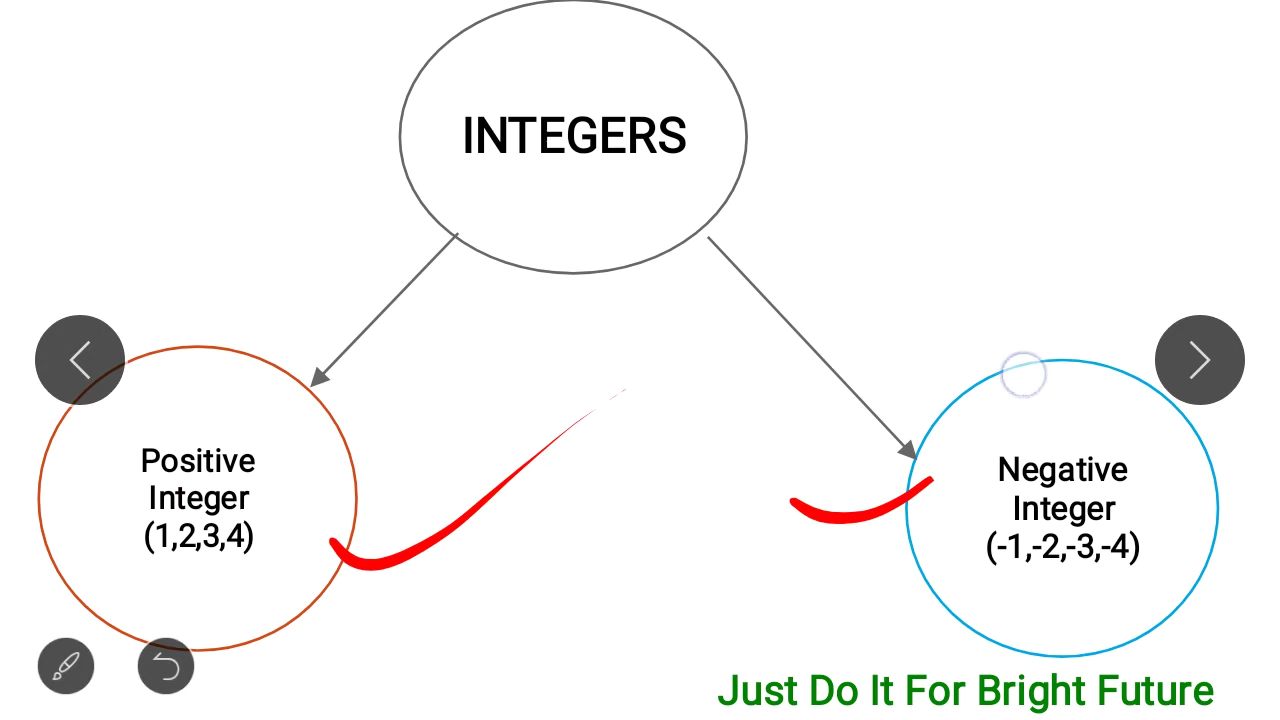 INTEGERS
Positive
Integer
(1,2,3,4)
Negative
Integer
(-1,-2,-3,-4)
Just Do It For Bright Future